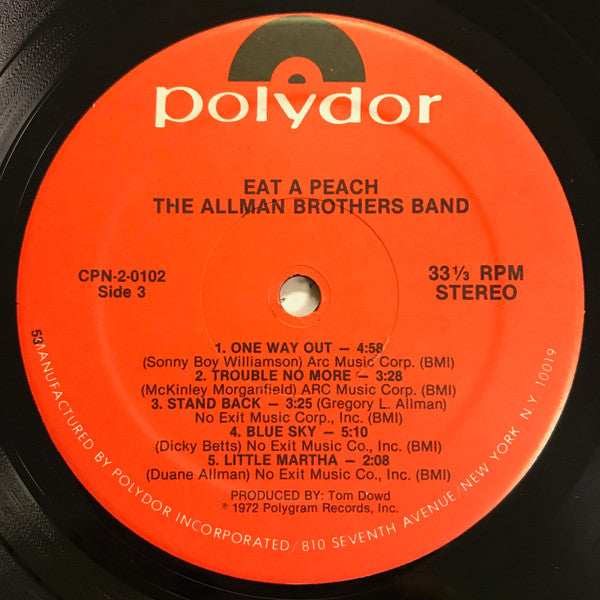 polydor
EAT A PEACH
THE ALLMAN BROTHERS BAND
CPN-2-0102
Side 3
33⅓ RPM
STEREO
1. ONE WAY OUT — 4:58
(Sonny Boy Williamson) Arc Music Corp. (BMI)
2. TROUBLE NO MORE — 3:28
(McKinley Morganfield) ARC Music Corp. (BMI)
3. STAND BACK — 3:25 (Gregory L. Allman)
No Exit Music Corp., Inc. (BMI)
4. BLUE SKY — 5:10
(Dicky Betts) No Exit Music Co., Inc. (BMI)
5. LITTLE MARTHA — 2:08
(Duane Allman) No Exit Music Co., Inc. (BMI)
PRODUCED BY: Tom Dowd
℗ 1972 Polygram Records, Inc.
53
MANUFACTURED BY POLYDOR INCORPORATED / 810 SEVENTH AVENUE / NEW YORK, N Y 10019